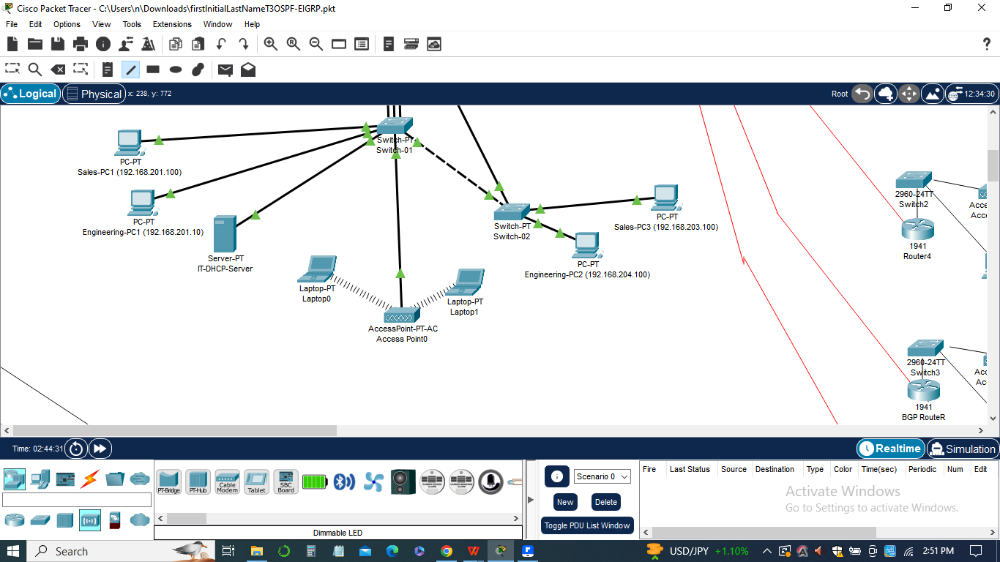 Cisco Packet Tracer - C:\Users\n\Downloads\firstInitialLastNameT3OSPF-EIGRP.pkt
File Edit Options View Tools Extensions Window Help
Logical Physical x: 238, y: 772 Root 12:34:30
Switch-PT
Switch-01
PC-PT
Sales-PC1 (192.168.201.100)
PC-PT
Engineering-PC1 (192.168.201.10)
Server-PT
IT-DHCP-Server
Laptop-PT
Laptop0
Laptop-PT
Laptop1
AccessPoint-PT-AC
Access Point0
Switch-PT
Switch-02
PC-PT
Sales-PC3 (192.168.203.100)
PC-PT
Engineering-PC2 (192.168.204.100)
2960-24TT
Switch2
Acce
Acc
1941
Router4
2960-24TT
Switch3
Acc
Ac
1941
BGP RouteR
Time: 02:44:31 Realtime Simulation
PT-Bridge PT-Hub Cable Modem Tablet SBC Board
Dimmable LED
Scenario 0
New Delete
Toggle PDU List Window
Fire Last Status Source Destination Type Color Time(sec) Periodic Num Edit
Activate Windows
Go to Settings to activate Windows.
Search USD/JPY +1.10% 2:51 PM